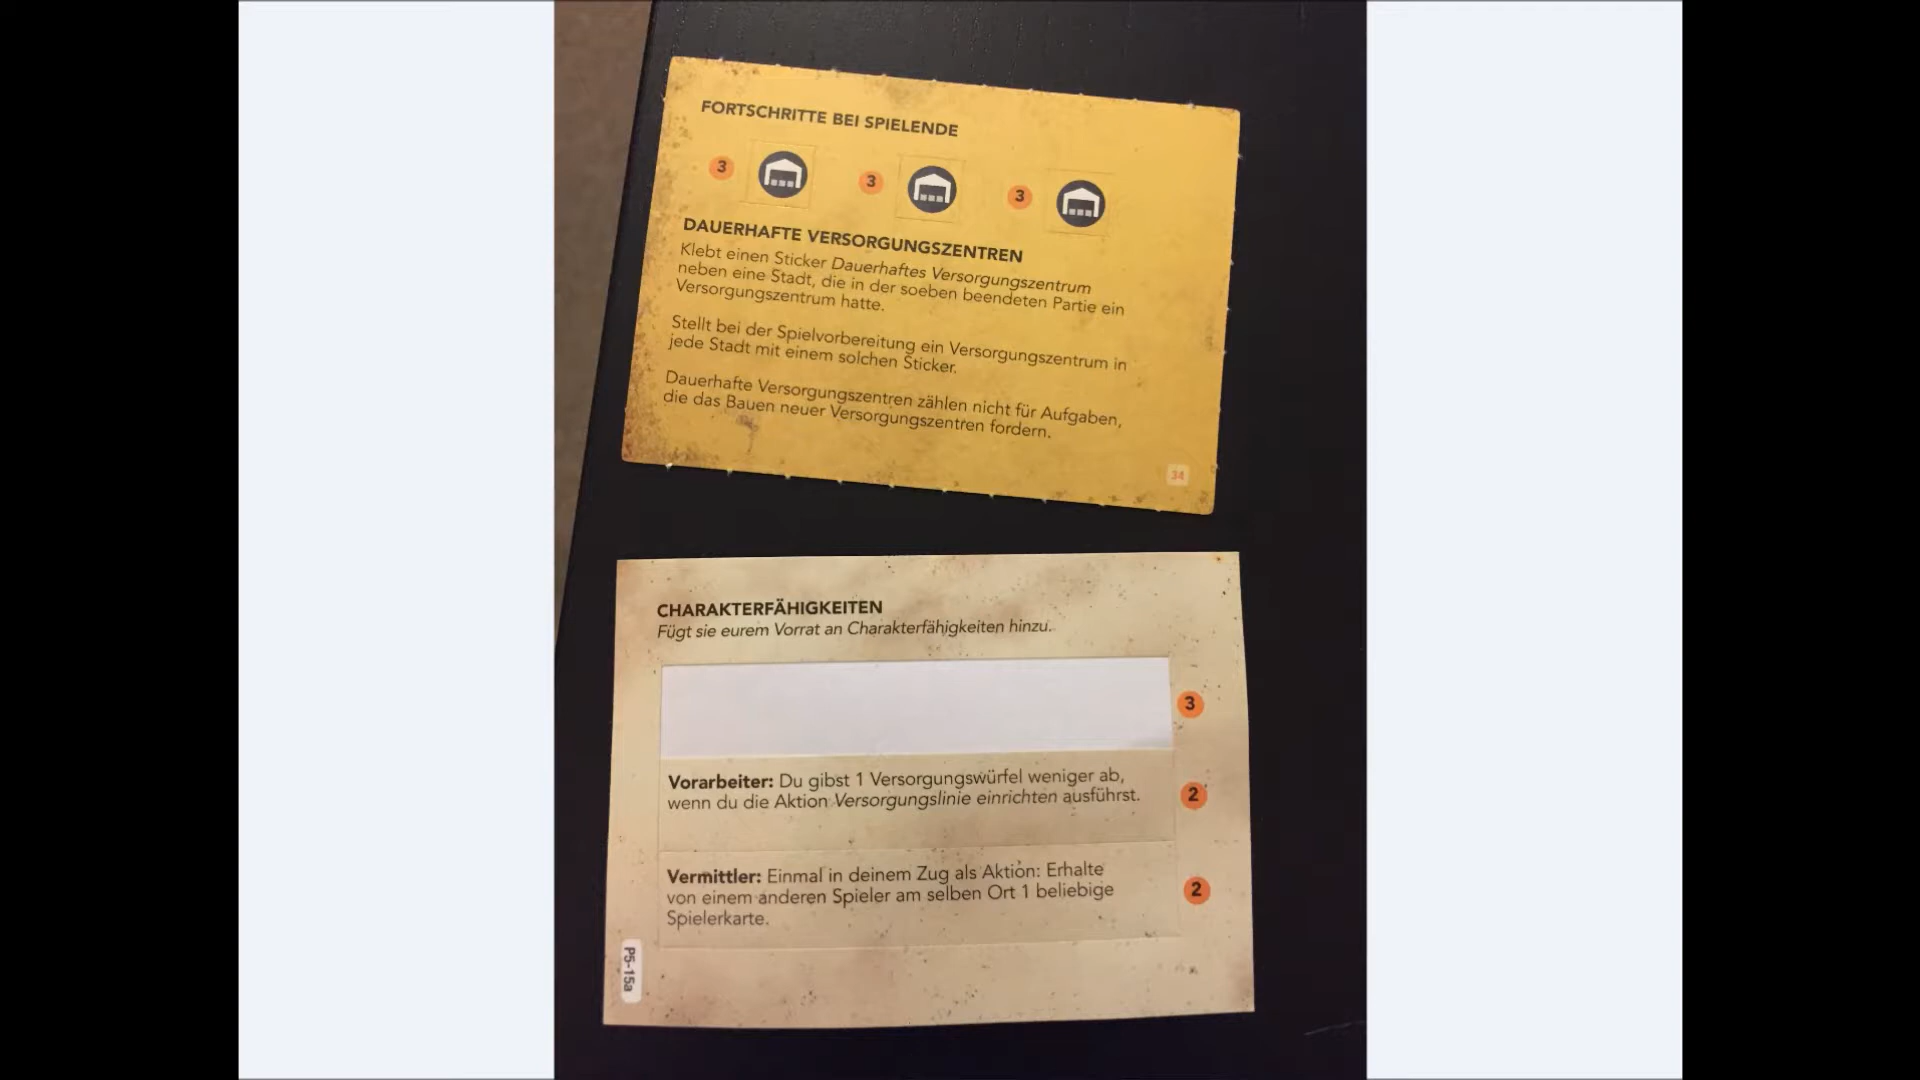 FORTSCHRITTE BEI SPIELENDE
3 3 3
DAUERHAFTE VERSORGUNGSZENTREN
Klebt einen Sticker Dauerhaftes Versorgungszentrum
neben eine Stadt, die in der soeben beendeten Partie ein
Versorgungszentrum hatte.
Stellt bei der Spielvorbereitung ein Versorgungszentrum in
jede Stadt mit einem solchen Sticker.
Dauerhafte Versorgungszentren zählen nicht für Aufgaben,
die das Bauen neuer Versorgungszentren fordern.
34
CHARAKTERFÄHIGKEITEN
Fügt sie eurem Vorrat an Charakterfähigkeiten hinzu.
3
Vorarbeiter: Du gibst 1 Versorgungswürfel weniger ab,
wenn du die Aktion Versorgungslinie einrichten ausführst.
2
Vermittler: Einmal in deinem Zug als Aktion: Erhalte
von einem anderen Spieler am selben Ort 1 beliebige
Spielerkarte.
2
P5-15a